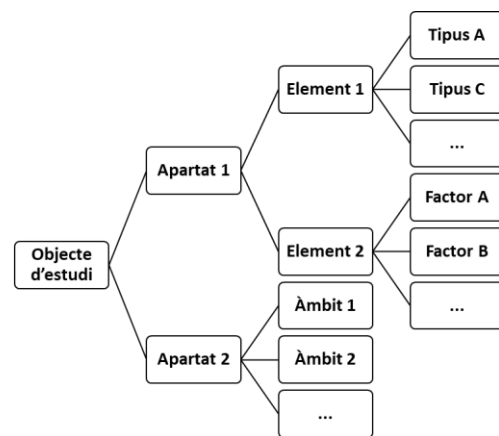 Tipus A
Element 1
Tipus C
...
Apartat 1
Factor A
Element 2
Factor B
...
Objecte
d'estudi
Àmbit 1
Apartat 2
Àmbit 2
...